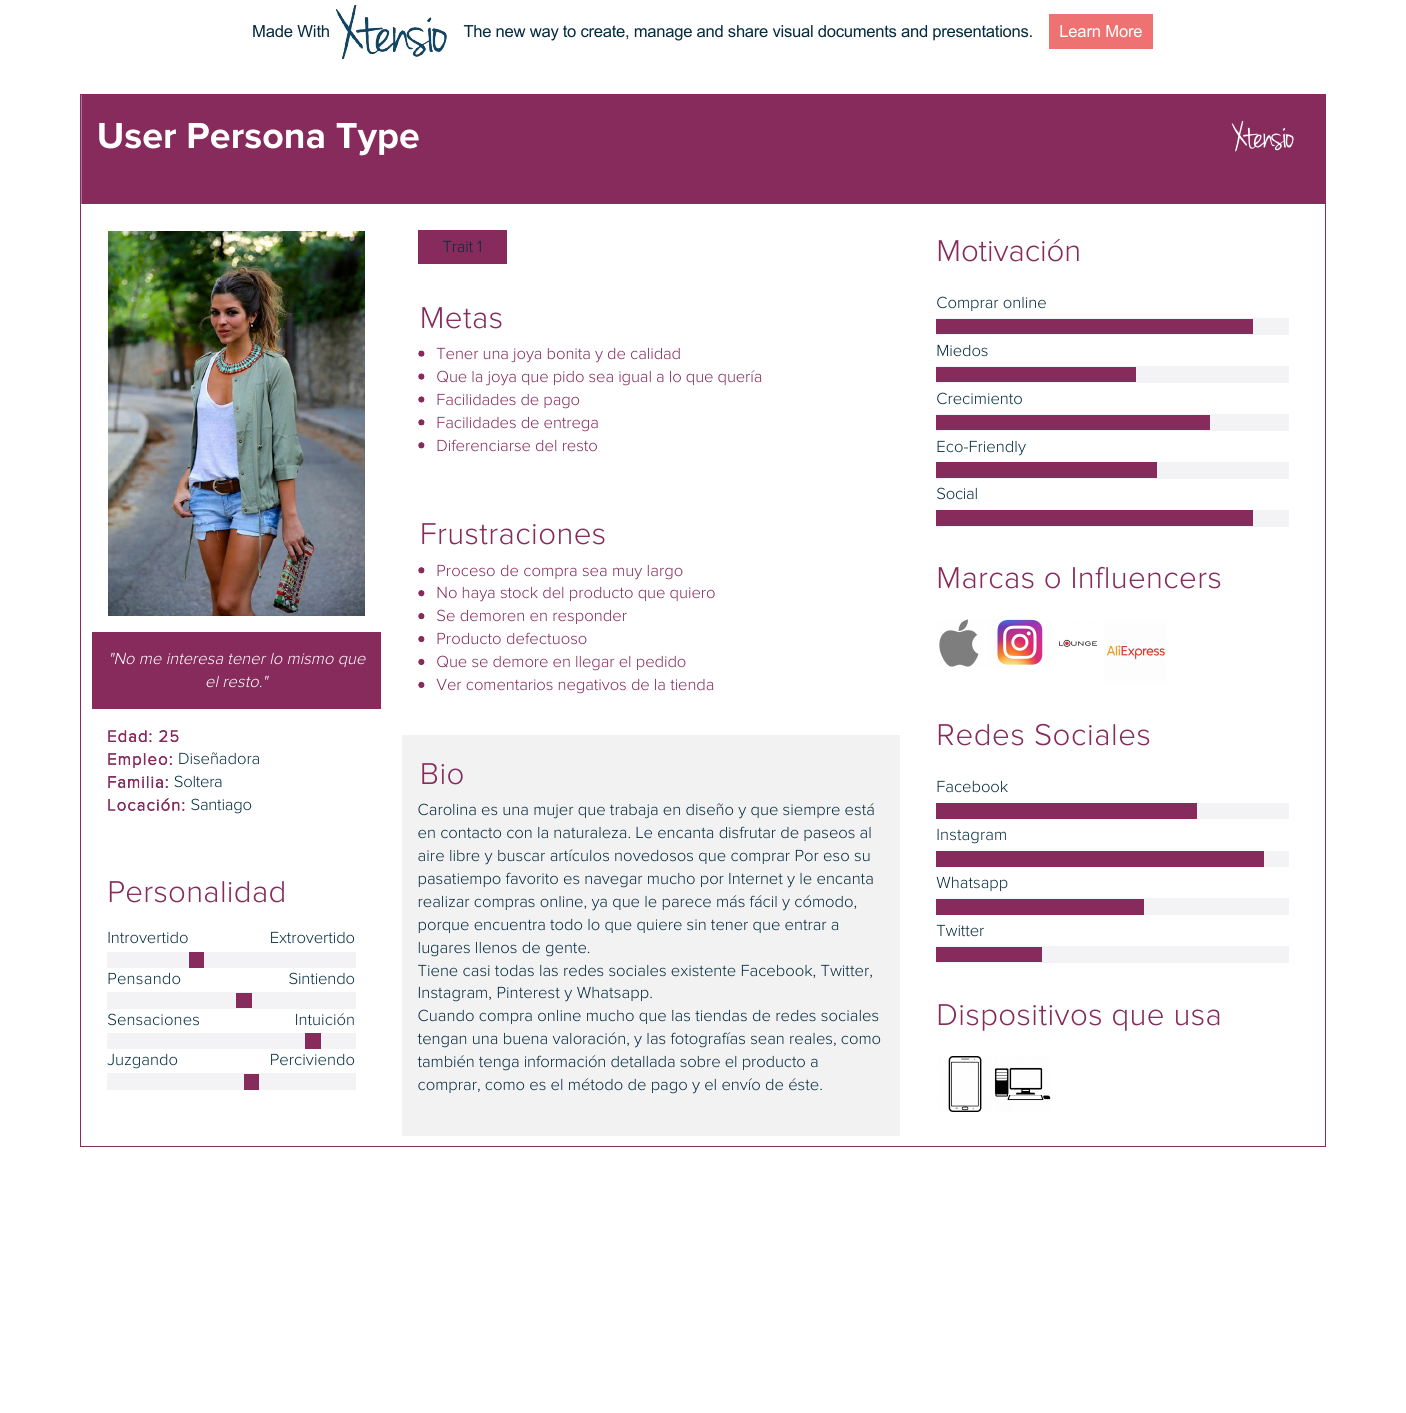 Made With Xtensio The new way to create, manage and share visual documents and presentations. Learn More
User Persona Type
Xtensio
"No me interesa tener lo mismo que
el resto."
Edad: 25
Empleo: Diseñadora
Familia: Soltera
Locación: Santiago
Personalidad
Introvertido Extrovertido
Pensando Sintiendo
Sensaciones Intuición
Juzgando Perciviendo
Trait 1
Metas
Tener una joya bonita y de calidad
Que la joya que pido sea igual a lo que quería
Facilidades de pago
Facilidades de entrega
Diferenciarse del resto
Frustraciones
Proceso de compra sea muy largo
No haya stock del producto que quiero
Se demoren en responder
Producto defectuoso
Que se demore en llegar el pedido
Ver comentarios negativos de la tienda
Bio
Carolina es una mujer que trabaja en diseño y que siempre está
en contacto con la naturaleza. Le encanta disfrutar de paseos al
aire libre y buscar artículos novedosos que comprar Por eso su
pasatiempo favorito es navegar mucho por Internet y le encanta
realizar compras online, ya que le parece más fácil y cómodo,
porque encuentra todo lo que quiere sin tener que entrar a
lugares llenos de gente.
Tiene casi todas las redes sociales existente Facebook, Twitter,
Instagram, Pinterest y Whatsapp.
Cuando compra online mucho que las tiendas de redes sociales
tengan una buena valoración, y las fotografías sean reales, como
también tenga información detallada sobre el producto a
comprar, como es el método de pago y el envío de éste.
Motivación
Comprar online
Miedos
Crecimiento
Eco-Friendly
Social
Marcas o Influencers
LOUNGE
AliExpress
Redes Sociales
Facebook
Instagram
Whatsapp
Twitter
Dispositivos que usa